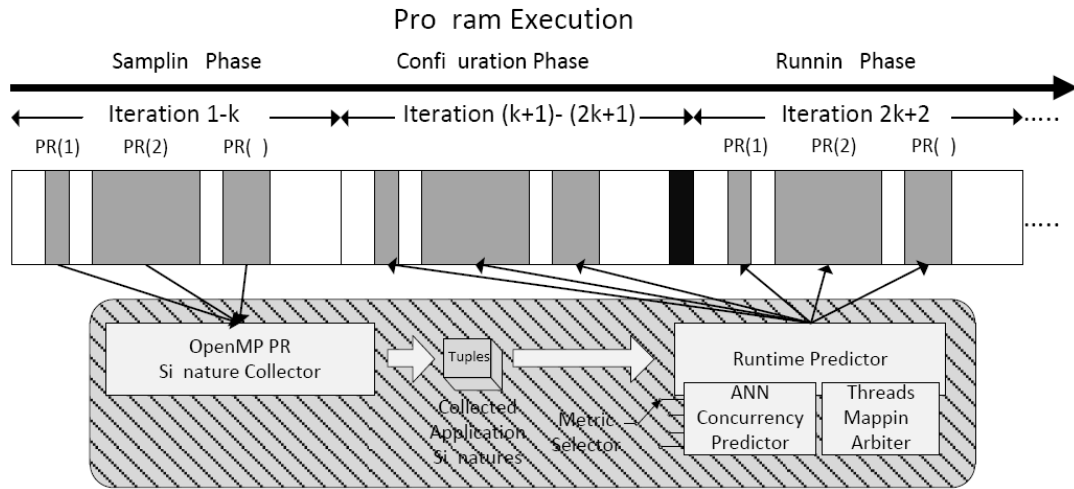 Pro ram Execution
Samplin Phase
Confi uration Phase
Runnin Phase
Iteration 1-k
Iteration (k+1)- (2k+1)
Iteration 2k+2
.....
PR(1)
PR(2)
PR( )
PR(1)
PR(2)
PR( )
.....
OpenMP PR
Si nature Collector
Tuples
Collected
Application
Si natures
Runtime Predictor
Metric
Selector
ANN
Concurrency
Predictor
Threads
Mappin
Arbiter